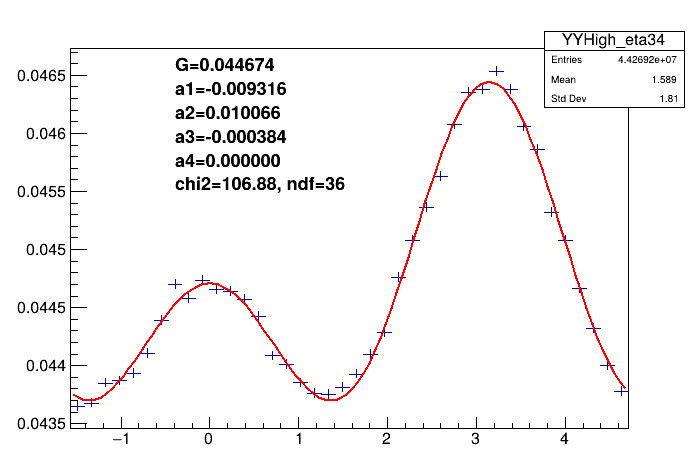 YYHigh_eta34
Entries 4.42692e+07
Mean 1.589
Std Dev 1.81
G=0.044674
a1=-0.009316
a2=0.010066
a3=-0.000384
a4=0.000000
chi2=106.88, ndf=36
0.0465
0.046
0.0455
0.045
0.0445
0.044
0.0435
−1 0 1 2 3 4